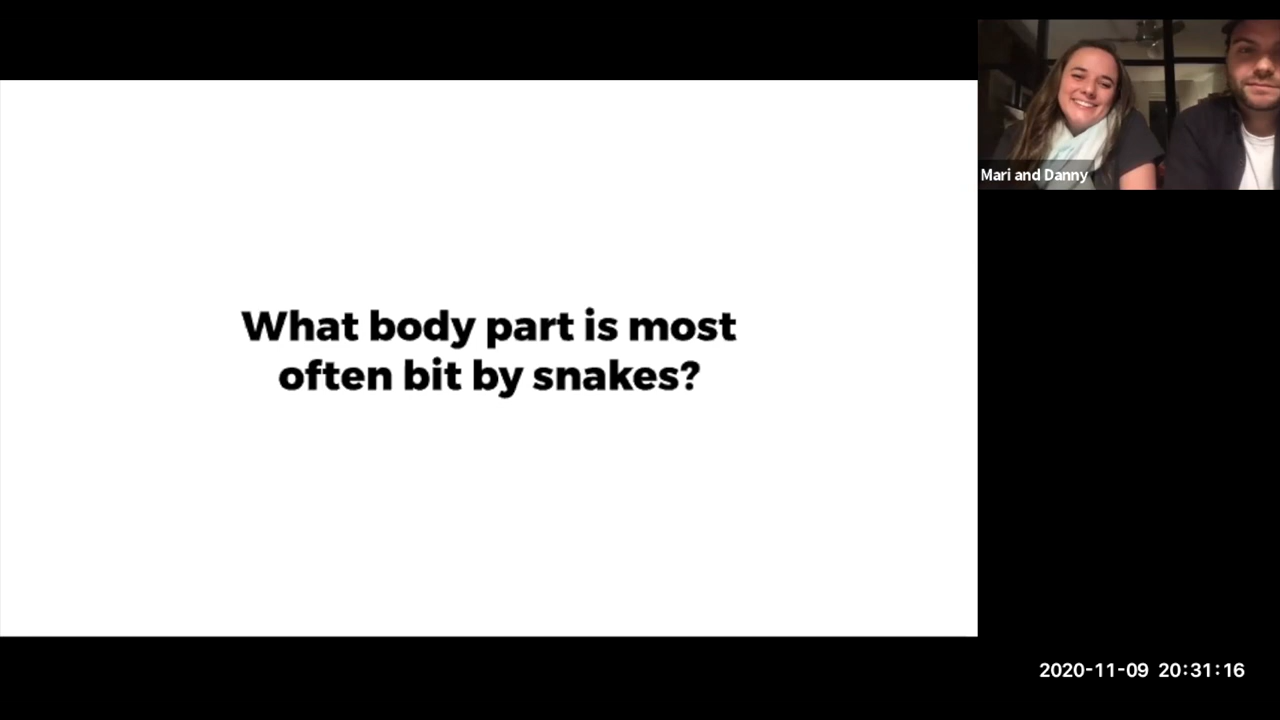 Mari and Danny
What body part is most
often bit by snakes?
2020-11-09 20:31:16